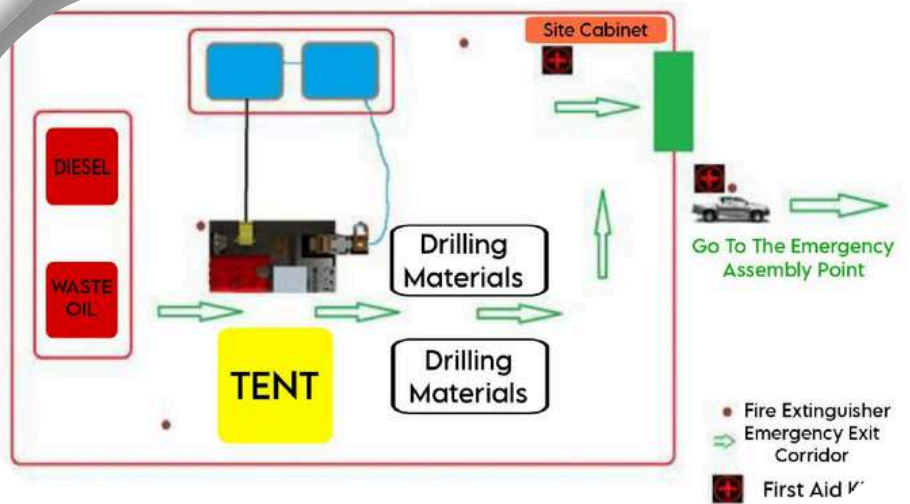 Site Cabinet
DIESEL
WASTE
OIL
Drilling
Materials
TENT
Drilling
Materials
Go To The Emergency
Assembly Point
Fire Extinguisher
Emergency Exit
Corridor
First Aid